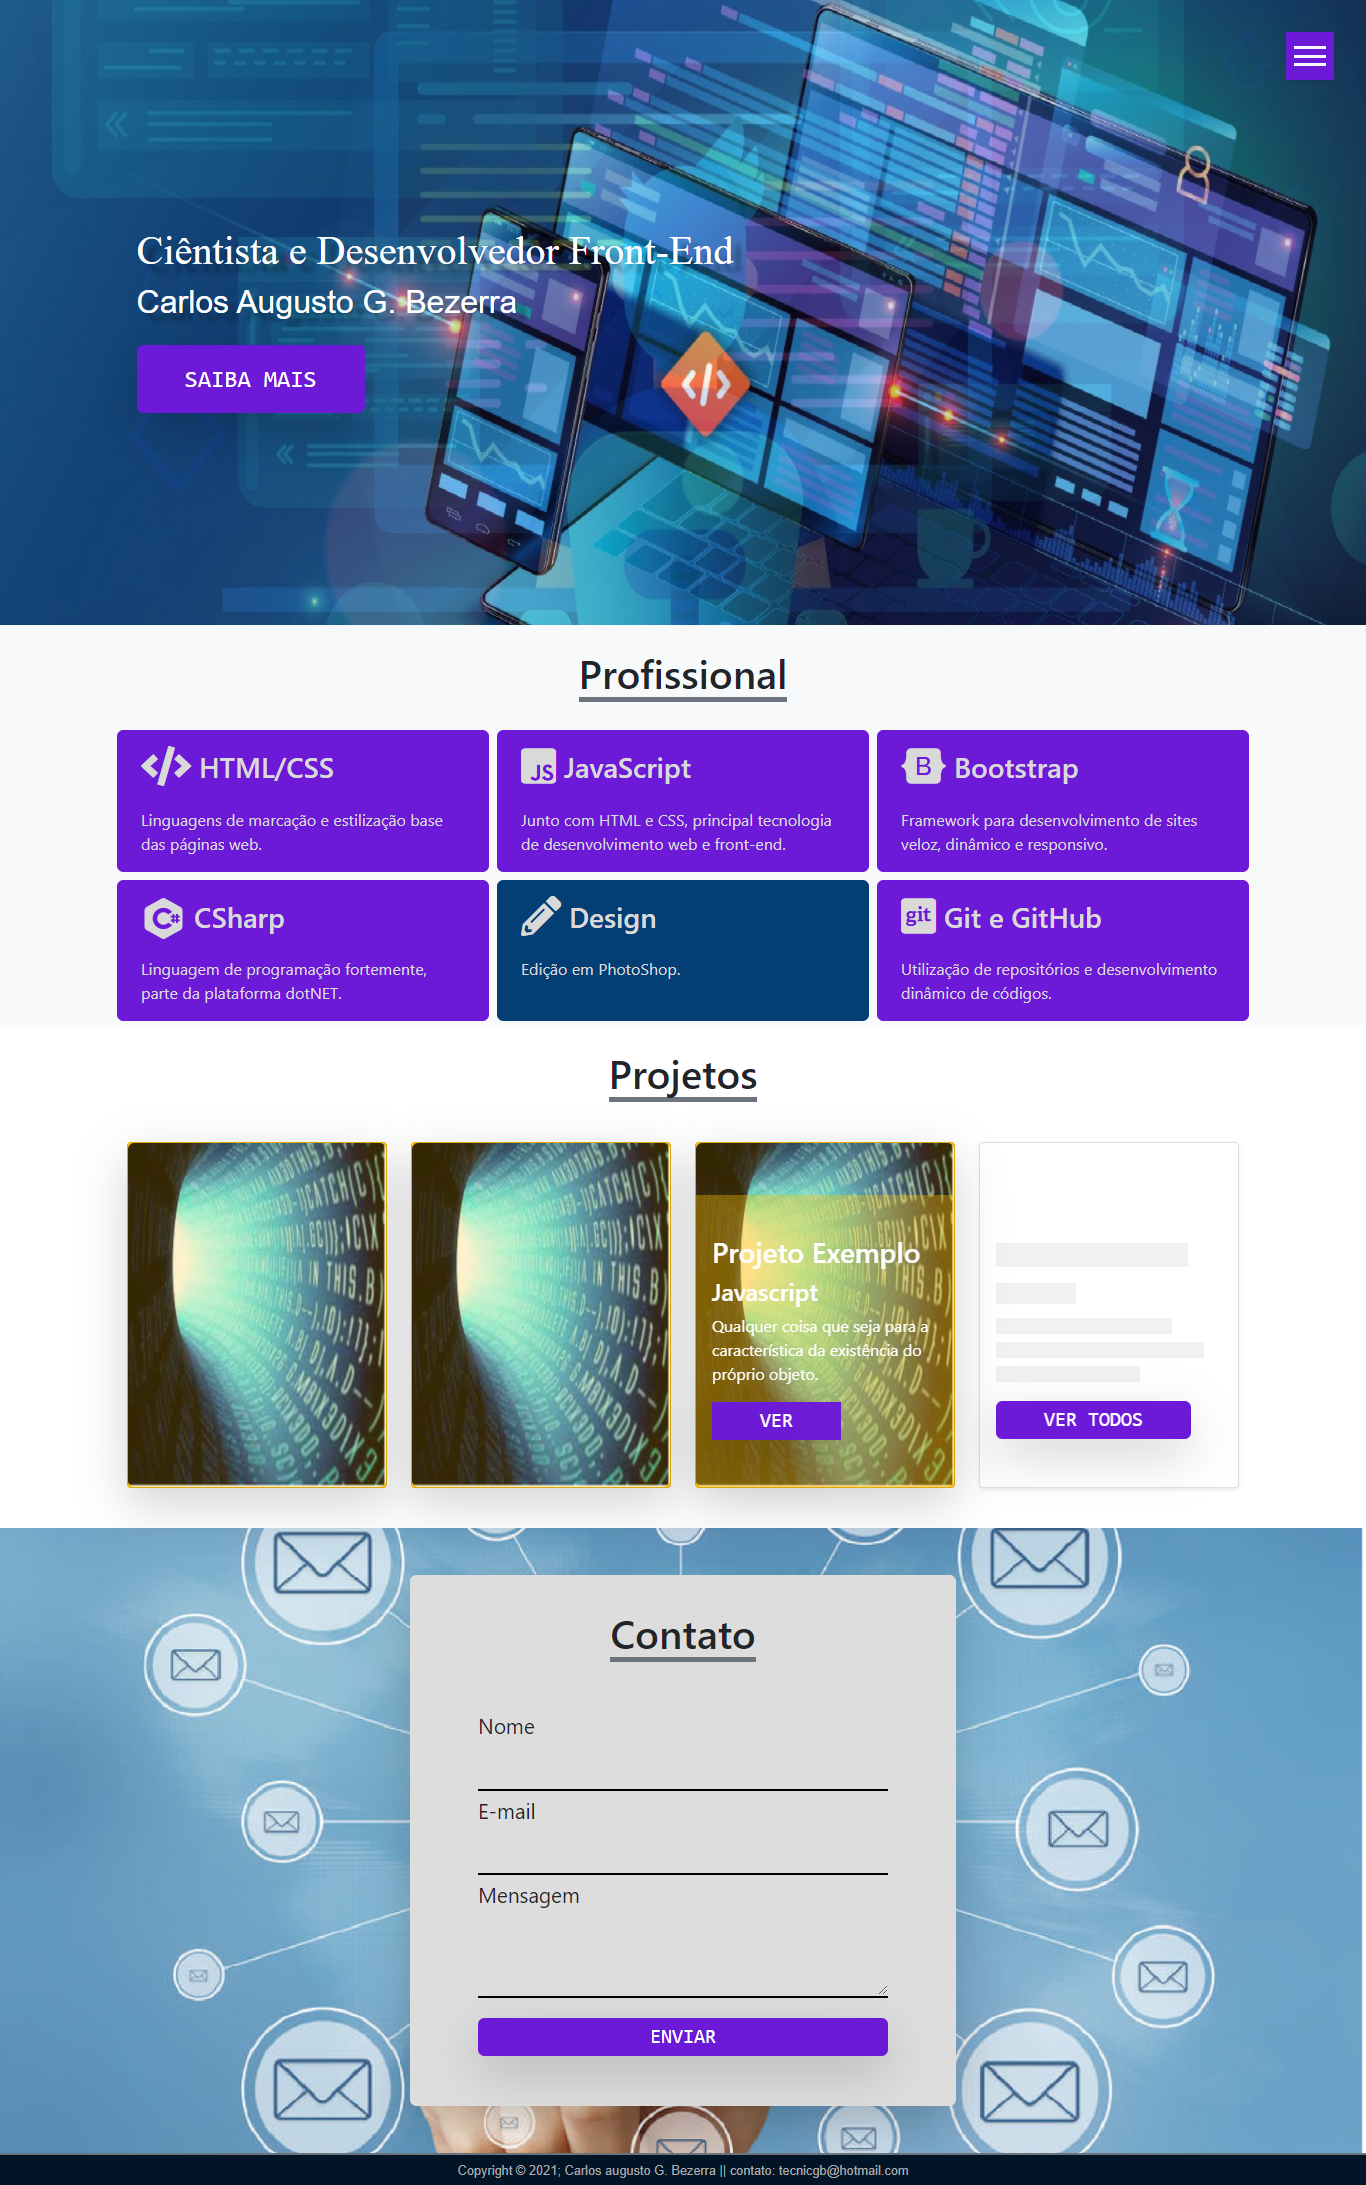 Ciêntista e Desenvolvedor Front-End
Carlos Augusto G. Bezerra
SAIBA MAIS
Profissional
HTML/CSS
Linguagens de marcação e estilização base
das páginas web.
JS JavaScript
Junto com HTML e CSS, principal tecnologia
de desenvolvimento web e front-end.
B Bootstrap
Framework para desenvolvimento de sites
veloz, dinâmico e responsivo.
C# CSharp
Linguagem de programação fortemente,
parte da plataforma dotNET.
Design
Edição em PhotoShop.
git Git e GitHub
Utilização de repositórios e desenvolvimento
dinâmico de códigos.
Projetos
Projeto Exemplo
Javascript
Qualquer coisa que seja para a
característica da existência do
próprio objeto.
VER
VER TODOS
Contato
Nome
E-mail
Mensagem
ENVIAR
Copyright © 2021; Carlos augusto G. Bezerra || contato: tecnicgb@hotmail.com